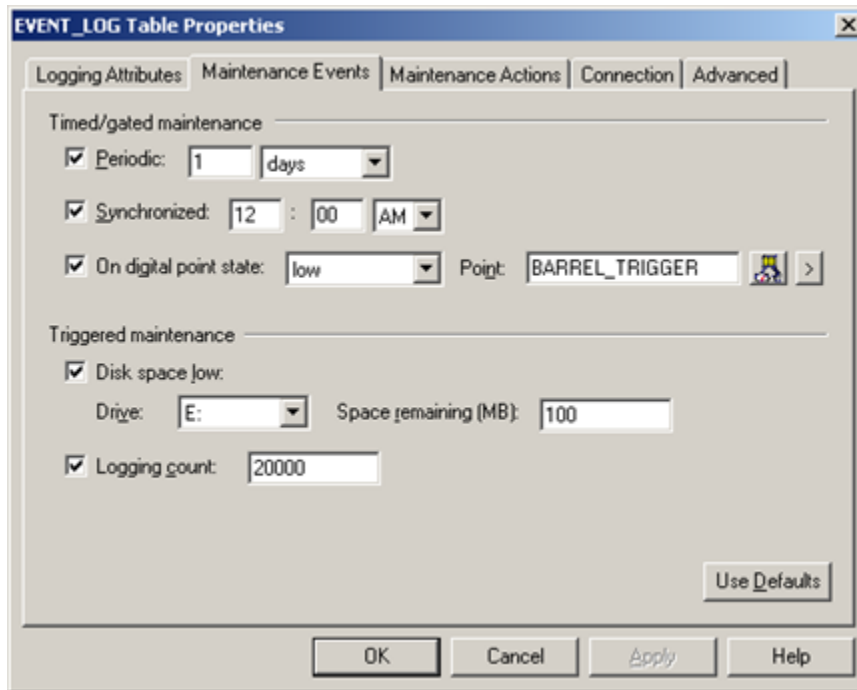 EVENT_LOG Table Properties
Logging Attributes Maintenance Events Maintenance Actions Connection Advanced
Timed/gated maintenance
Periodic: 1 days
Synchronized: 12 : 00 AM
On digital point state: low Point: BARREL_TRIGGER >
Triggered maintenance
Disk space low:
Drive: E: Space remaining (MB): 100
Logging count: 20000
Use Defaults
OK Cancel Apply Help